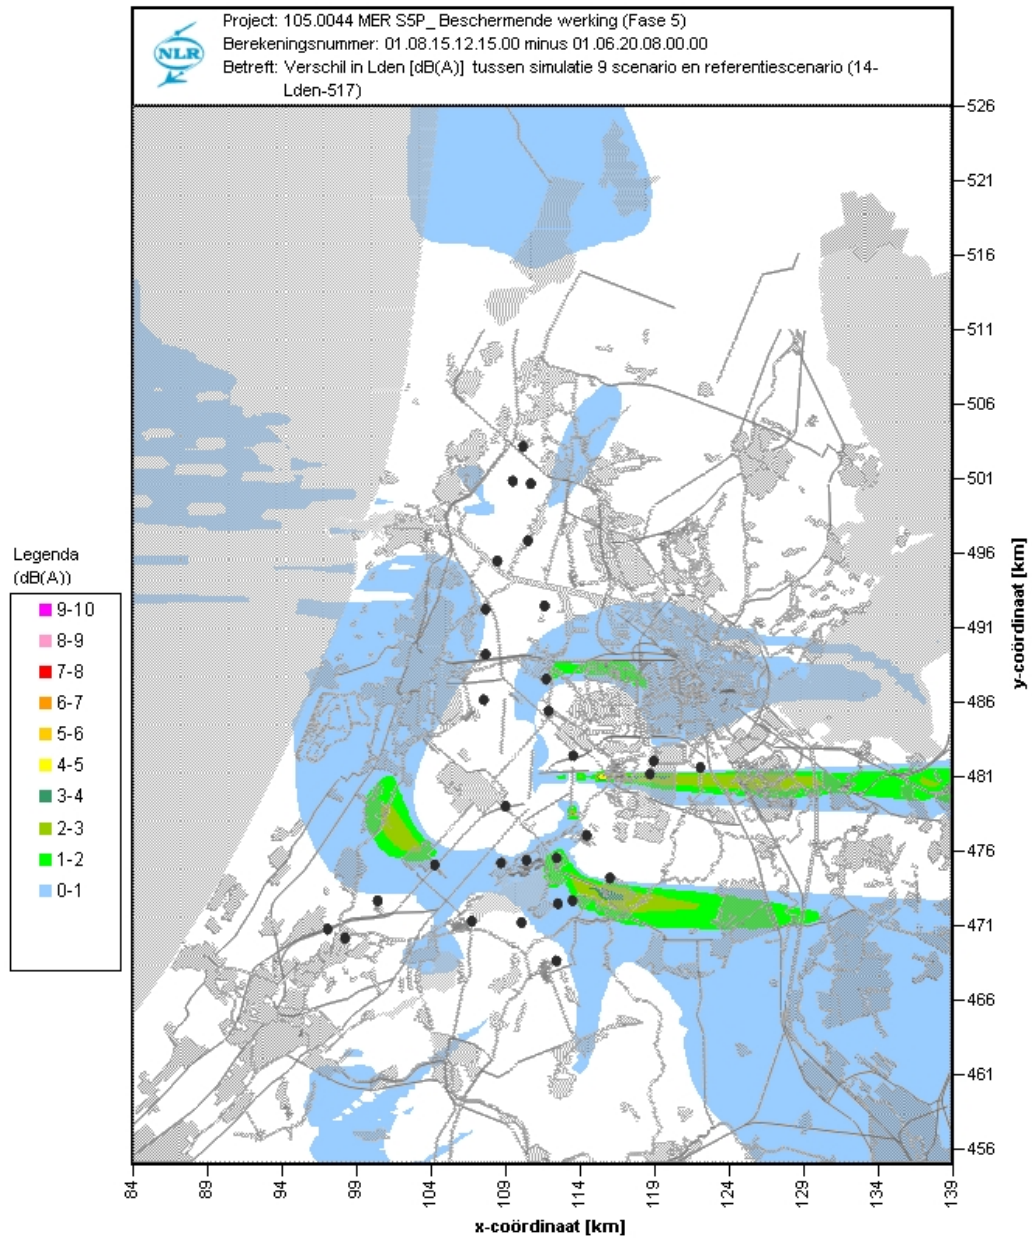 Project: 105.0044 MER S5P_ Beschermende werking (Fase 5)
Berekeningsnummer: 01.08.15.12.15.00 minus 01.06.20.08.00.00
Betreft: Verschil in Lden [dB(A)] tussen simulatie 9 scenario en referentiescenario (14-
Lden-517)
NLR
526
521
516
511
506
501
496
491
486
481
476
471
466
461
456
y-coördinaat [km]
Legenda
(dB(A))
9-10
8-9
7-8
6-7
5-6
4-5
3-4
2-3
1-2
0-1
84 89 94 99 104 109 114 119 124 129 134 139
x-coördinaat [km]